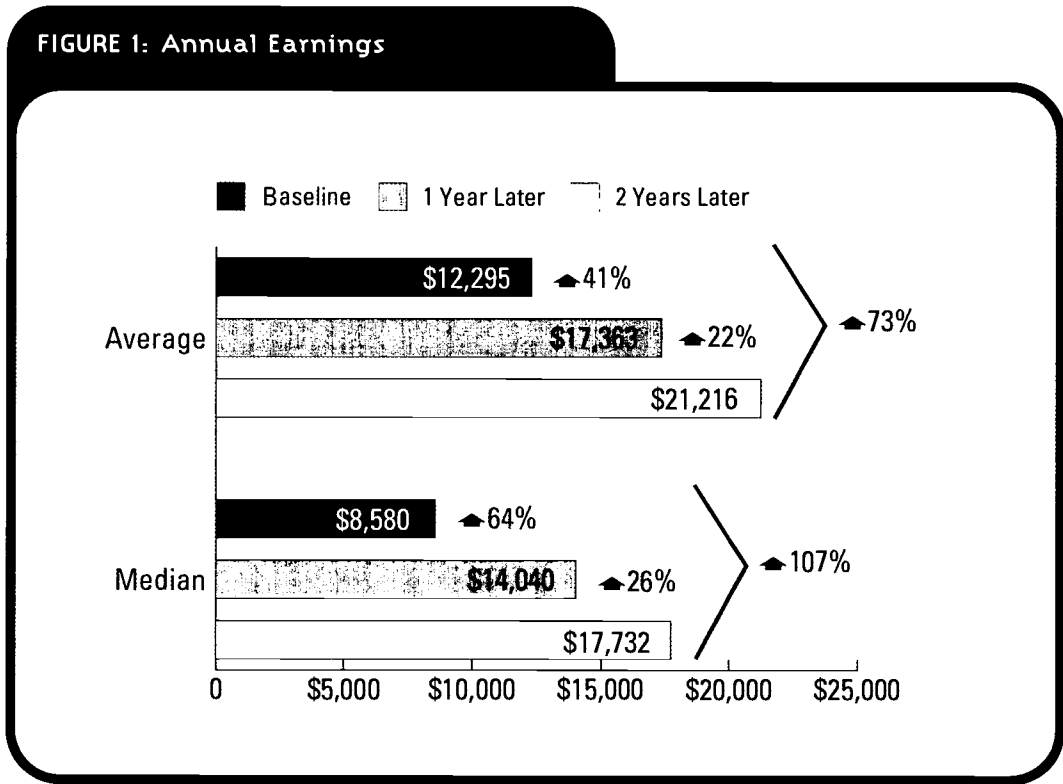 FIGURE 1: Annual Earnings
Baseline 1 Year Later 2 Years Later
$12,295 41%
Average $17,363 22% 73%
$21,216
$8,580 64%
Median $14,040 26% 107%
$17,732
0 $5,000 $10,000 $15,000 $20,000 $25,000